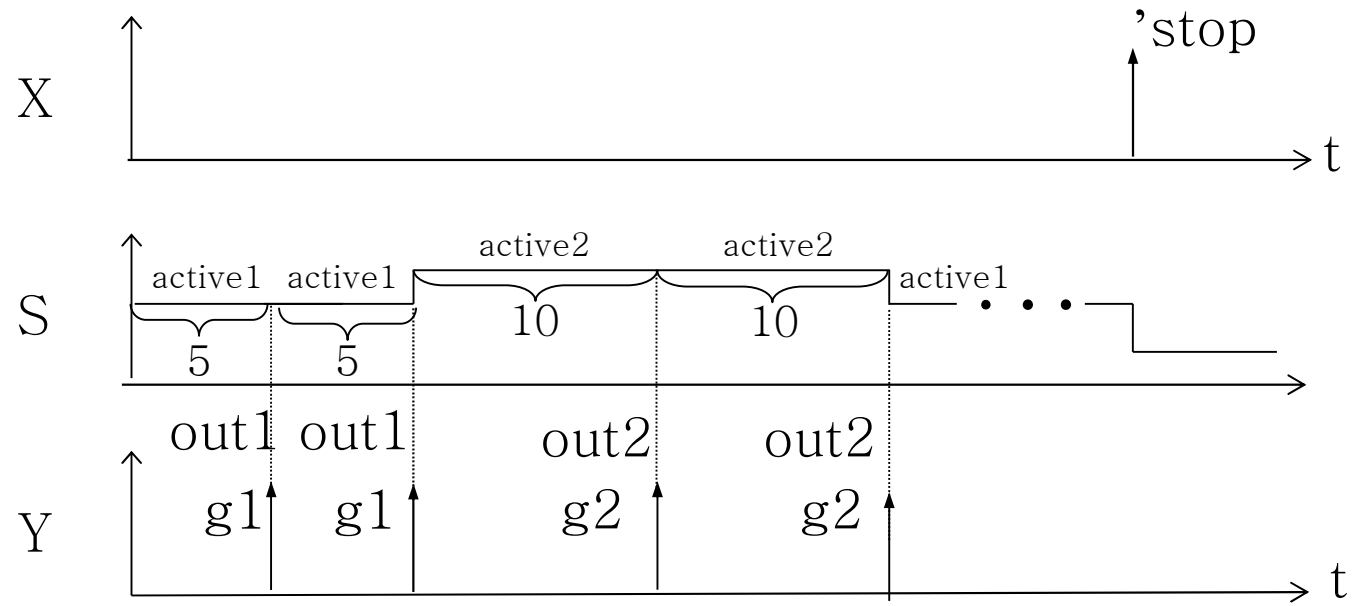 ’stop
X
t
active2 active2
active1 active1 active1
S
10 10
5 5
out1 out1 out2 out2
g1 g1 g2 g2
Y
t